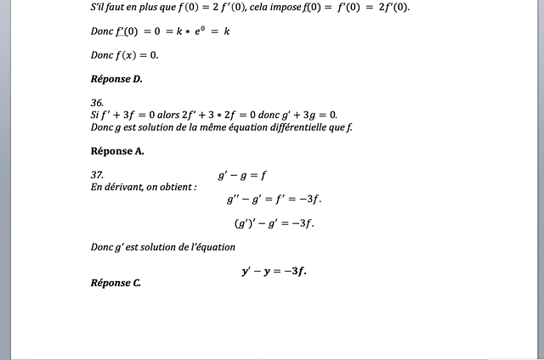 S'il faut en plus que f(0) = 2 f'(0), cela impose f(0) = f'(0) = 2f'(0).
Donc f'(0) = 0 = k * e⁰ = k
Donc f(x) = 0.
Réponse D.
36.
Si f' + 3f = 0 alors 2f' + 3 * 2f = 0 donc g' + 3g = 0.
Donc g est solution de la même équation différentielle que f.
Réponse A.
37. g' − g = f
En dérivant, on obtient :
g'' − g' = f' = −3f.
(g')' − g' = −3f.
Donc g' est solution de l'équation
y' − y = −3f.
Réponse C.